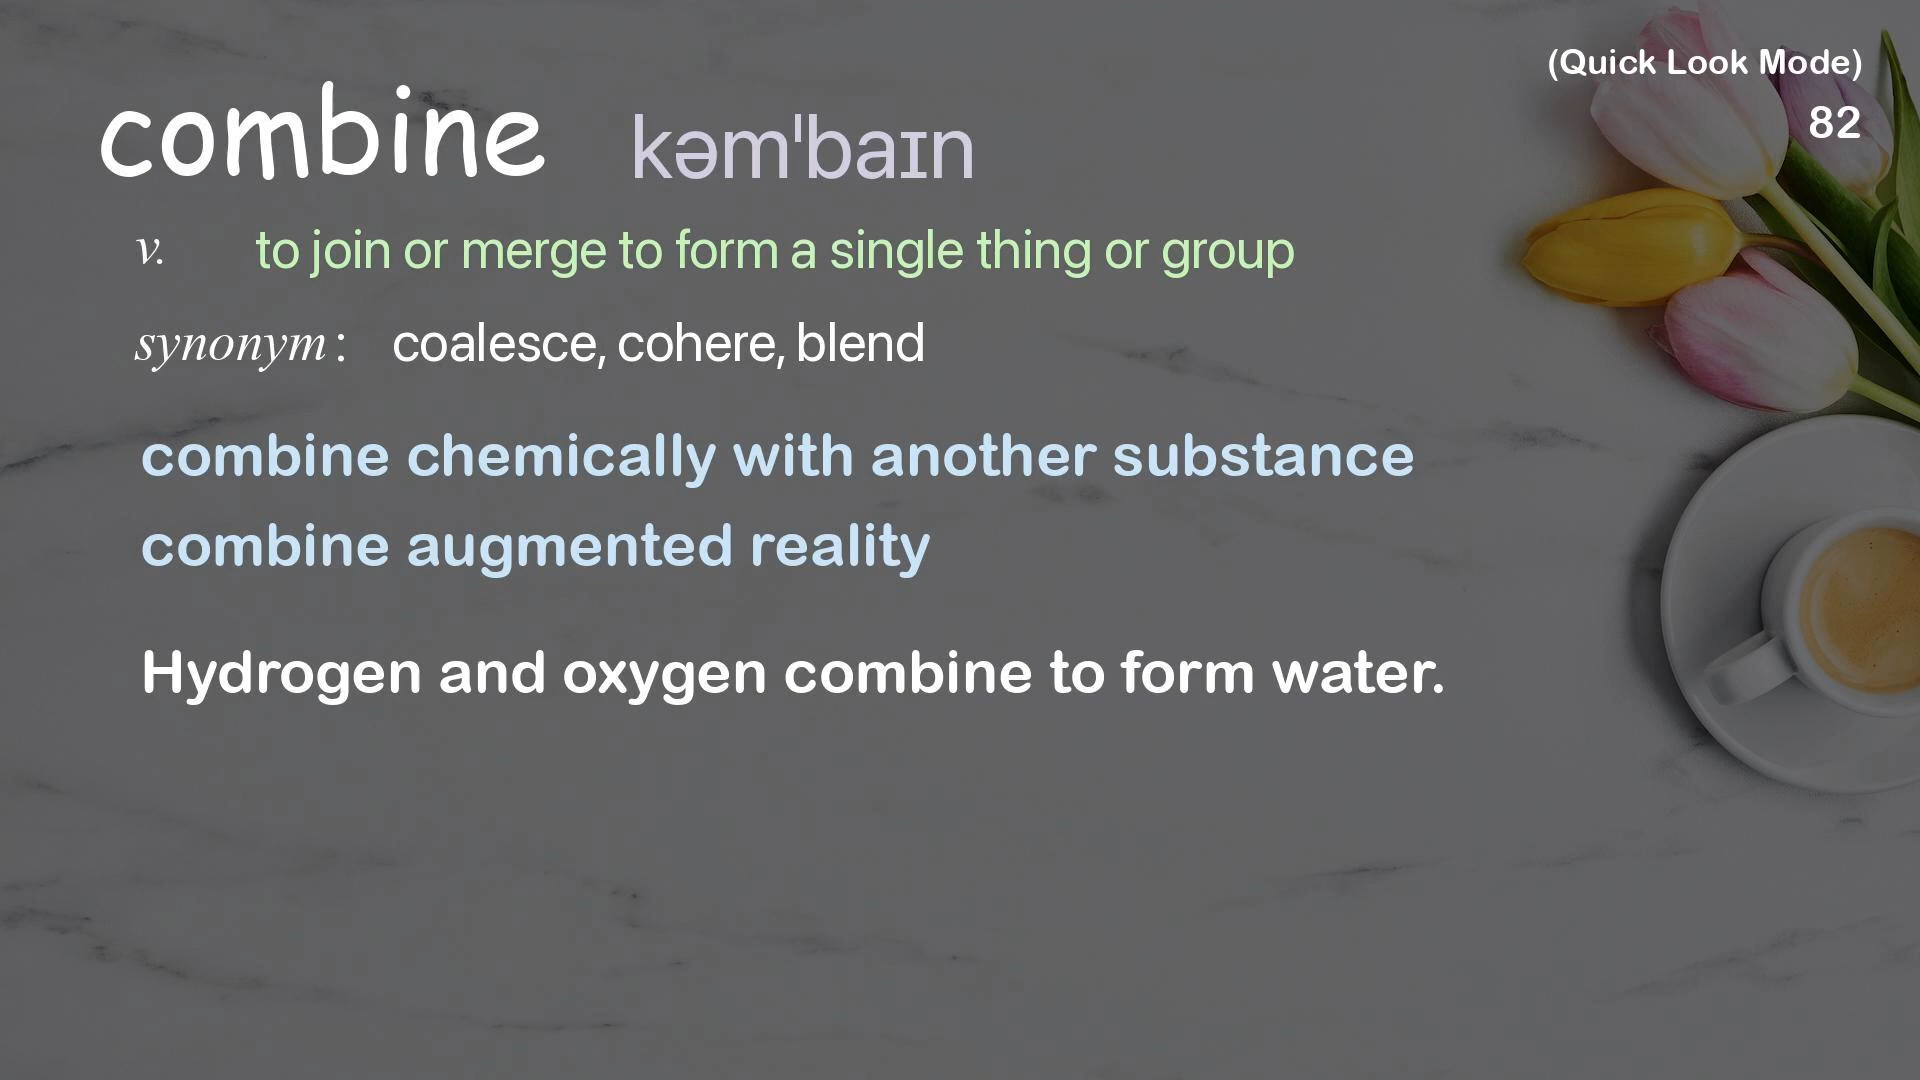 (Quick Look Mode)
82
combine kəm'baɪn
v. to join or merge to form a single thing or group
synonym : coalesce, cohere, blend
combine chemically with another substance
combine augmented reality
Hydrogen and oxygen combine to form water.